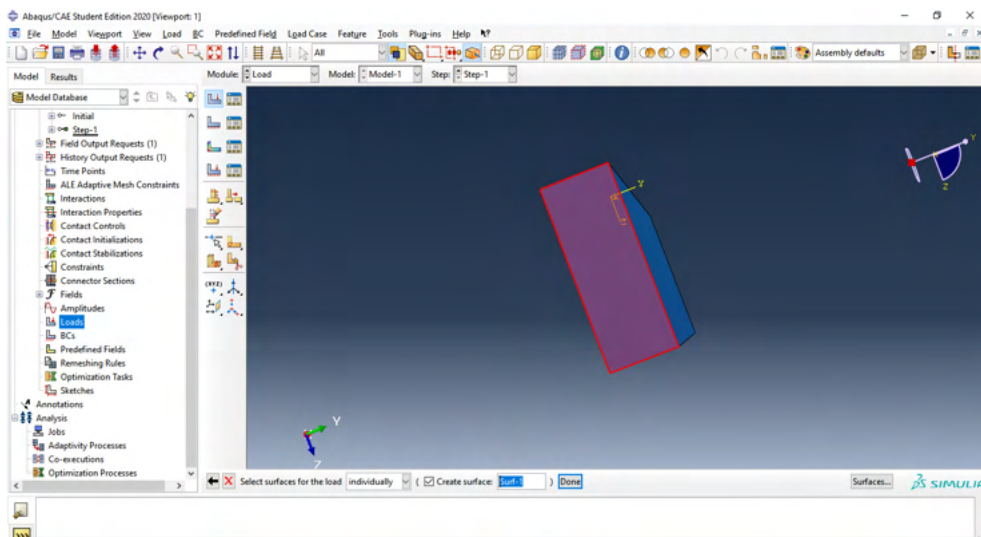 Abaqus/CAE Student Edition 2020 [Viewport: 1]
File Model Viewport View Load BC Predefined Field Load Case Feature Tools Plug-ins Help
All
Assembly defaults
Model Results
Module: Load Model: Model-1 Step: Step-1
Model Database
Initial
Step-1
Field Output Requests (1)
History Output Requests (1)
Time Points
ALE Adaptive Mesh Constraints
Interactions
Interaction Properties
Contact Controls
Contact Initializations
Contact Stabilizations
Constraints
Connector Sections
Fields
Amplitudes
Loads
BCs
Predefined Fields
Remeshing Rules
Optimization Tasks
Sketches
Annotations
Analysis
Jobs
Adaptivity Processes
Co-executions
Optimization Processes
Y
Z
Y
Y
Z
Select surfaces for the load individually ( Create surface: Surf-1 ) Done
Surfaces...
SIMULIA